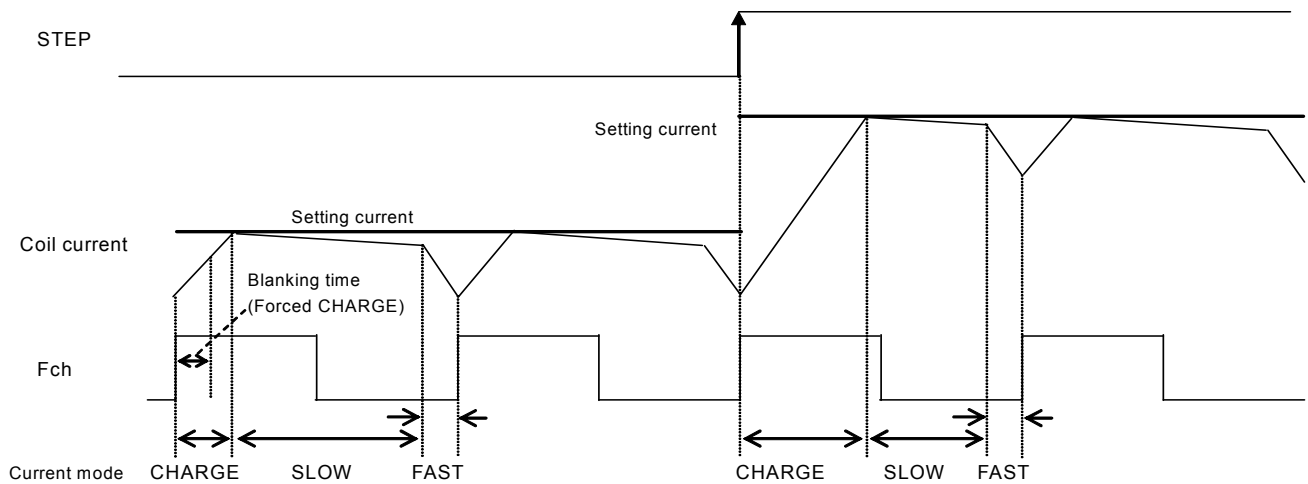 STEP
Setting current
Setting current
Coil current
Blanking time
(Forced CHARGE)
Fch
Current mode CHARGE SLOW FAST CHARGE SLOW FAST